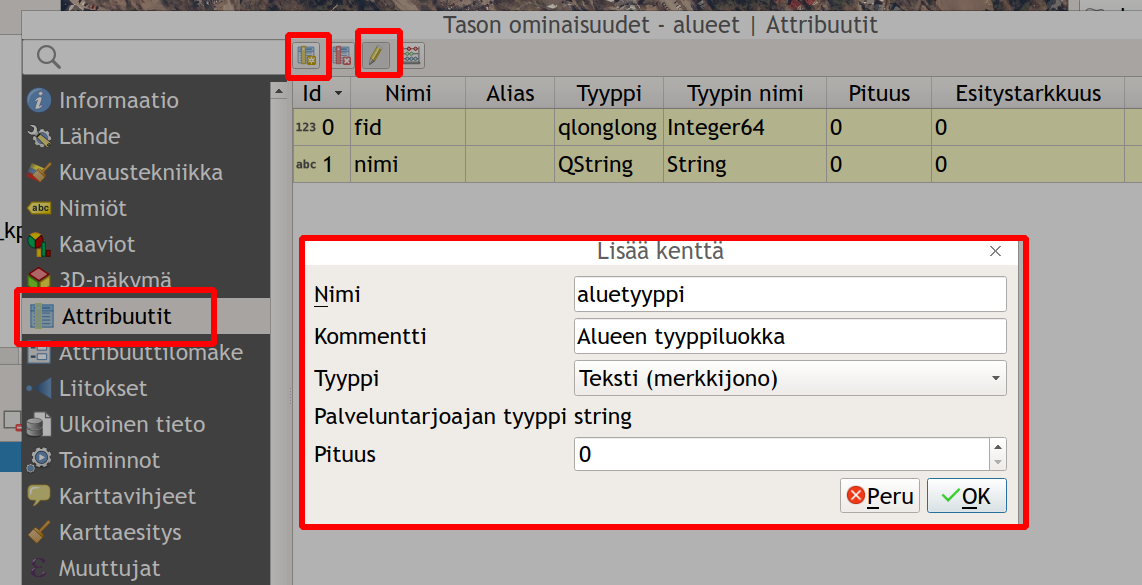 Tason ominaisuudet - alueet | Attribuutit
Informaatio
Lähde
Kuvaustekniikka
abc Nimiöt
Kaaviot
3D-näkymä
Attribuutit
Attribuuttilomake
Liitokset
Ulkoinen tieto
Toiminnot
Karttavihjeet
Karttaesitys
Muuttujat
_kp
Id Nimi Alias Tyyppi Tyypin nimi Pituus Esitystarkkuus
123 0 fid qlonglong Integer64 0 0
abc 1 nimi QString String 0 0
Lisää kenttä
Nimi aluetyyppi
Kommentti Alueen tyyppiluokka
Tyyppi Teksti (merkkijono)
Palveluntarjoajan tyyppi string
Pituus 0
Peru OK